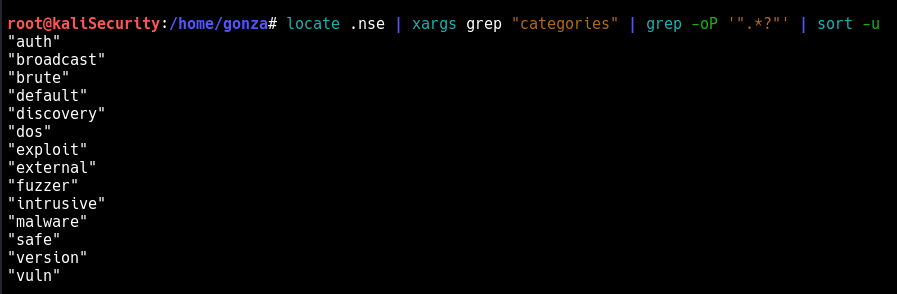 root@kaliSecurity:/home/gonza# locate .nse | xargs grep "categories" | grep -oP '".*?"' | sort -u
"auth"
"broadcast"
"brute"
"default"
"discovery"
"dos"
"exploit"
"external"
"fuzzer"
"intrusive"
"malware"
"safe"
"version"
"vuln"